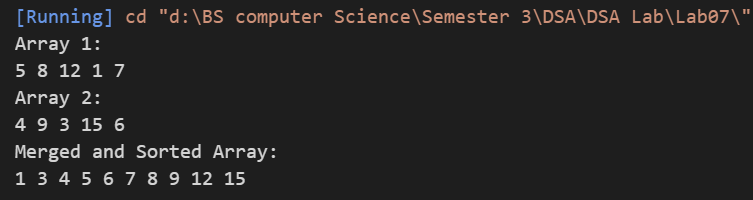 [Running] cd "d:\BS computer Science\Semester 3\DSA\DSA Lab\Lab07\"
Array 1:
5 8 12 1 7
Array 2:
4 9 3 15 6
Merged and Sorted Array:
1 3 4 5 6 7 8 9 12 15